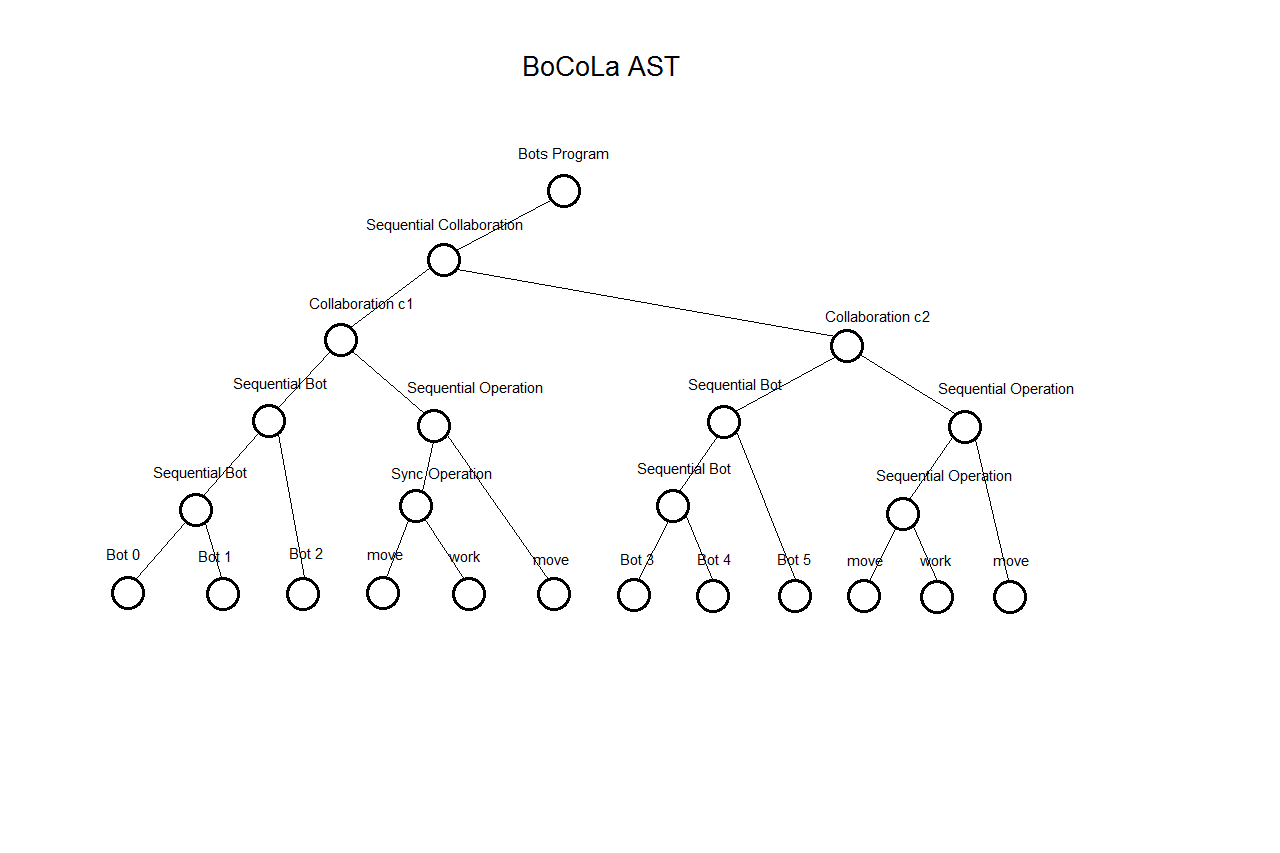 BoCoLa AST
Bots Program
Sequential Collaboration
Collaboration c1
Collaboration c2
Sequential Bot
Sequential Operation
Sequential Bot
Sequential Operation
Sequential Bot
Sync Operation
Sequential Bot
Sequential Operation
Bot 0
Bot 1
Bot 2
move
work
move
Bot 3
Bot 4
Bot 5
move
work
move